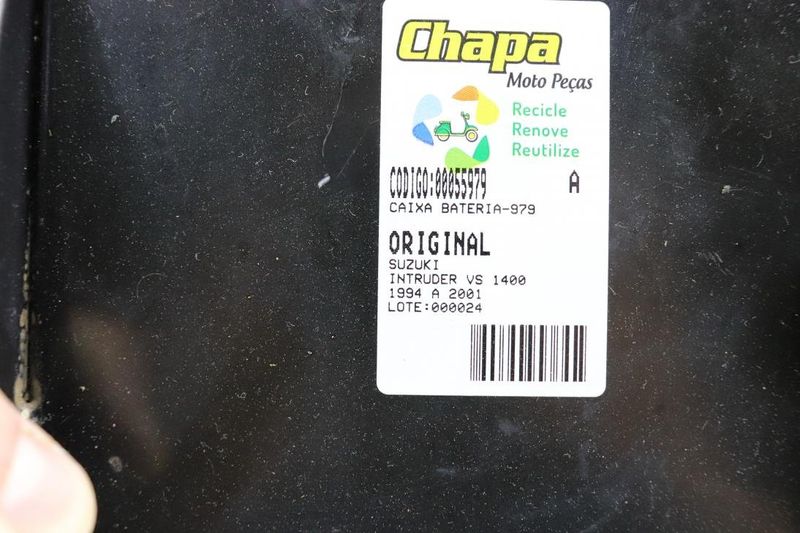 Chapa
Moto Peças
Recicle
Renove
Reutilize
CODIGO:00055979 A
CAIXA BATERIA-979
ORIGINAL
SUZUKI
INTRUDER VS 1400
1994 A 2001
LOTE:000024